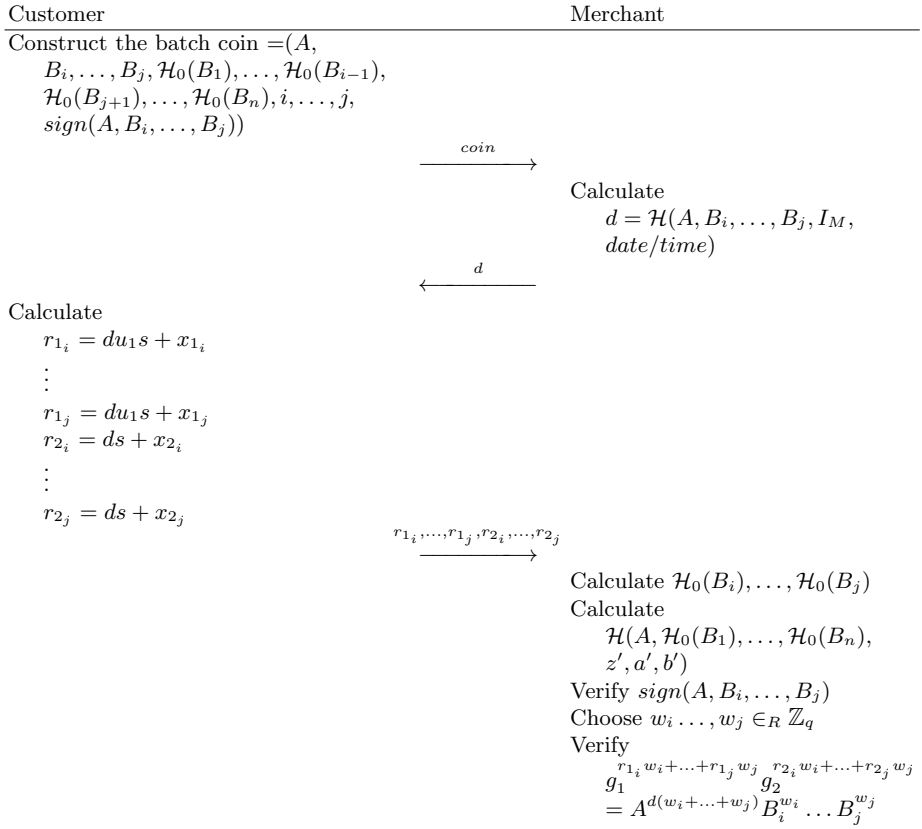 Customer Merchant
Construct the batch coin =(A,
B_i, . . . , B_j, H_0(B_1), . . . , H_0(B_{i−1}),
H_0(B_{j+1}), . . . , H_0(B_n), i, . . . , j,
sign(A, B_i, . . . , B_j))
coin
Calculate
d = H(A, B_i, . . . , B_j, I_M,
date/time)
d
Calculate
r_{1_i} = du_1s + x_{1_i}
⋮
r_{1_j} = du_1s + x_{1_j}
r_{2_i} = ds + x_{2_i}
⋮
r_{2_j} = ds + x_{2_j}
r_{1_i},...,r_{1_j},r_{2_i},...,r_{2_j}
Calculate H_0(B_i), . . . , H_0(B_j)
Calculate
H(A, H_0(B_1), . . . , H_0(B_n),
z′, a′, b′)
Verify sign(A, B_i, . . . , B_j)
Choose w_i . . . , w_j ∈_R ℤ_q
Verify
g_1^{r_{1_i}w_i+...+r_{1_j}w_j} g_2^{r_{2_i}w_i+...+r_{2_j}w_j}
= A^{d(w_i+...+w_j)} B_i^{w_i} . . . B_j^{w_j}